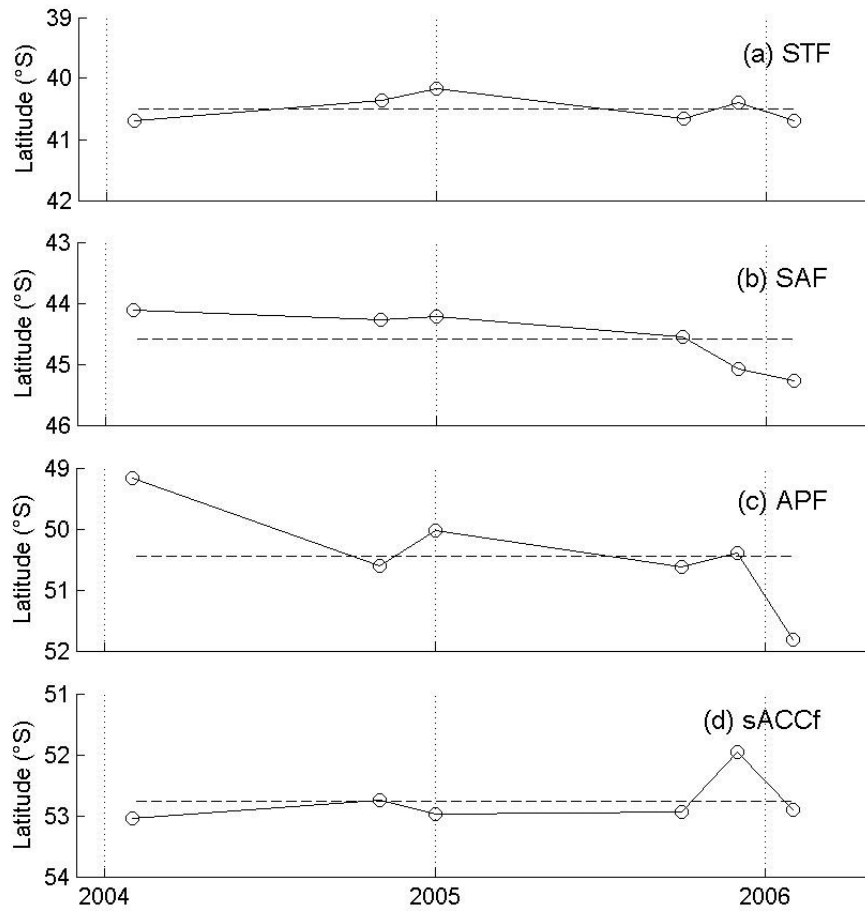 39
40
41
42
Latitude (°S)
(a) STF
43
44
45
46
Latitude (°S)
(b) SAF
49
50
51
52
Latitude (°S)
(c) APF
51
52
53
54
Latitude (°S)
(d) sACCf
2004
2005
2006